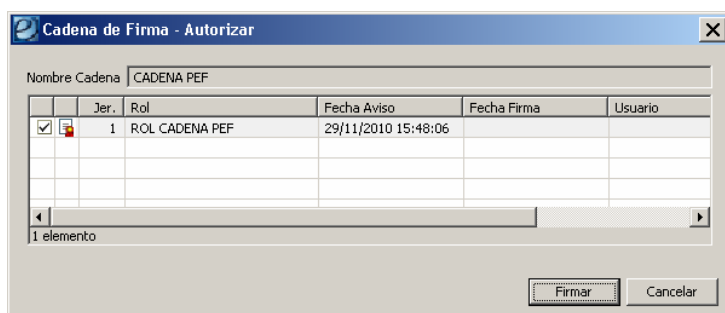 Cadena de Firma - Autorizar
Nombre Cadena CADENA PEF
Jer. Rol Fecha Aviso Fecha Firma Usuario
1 ROL CADENA PEF 29/11/2010 15:48:06
1 elemento
Firmar Cancelar